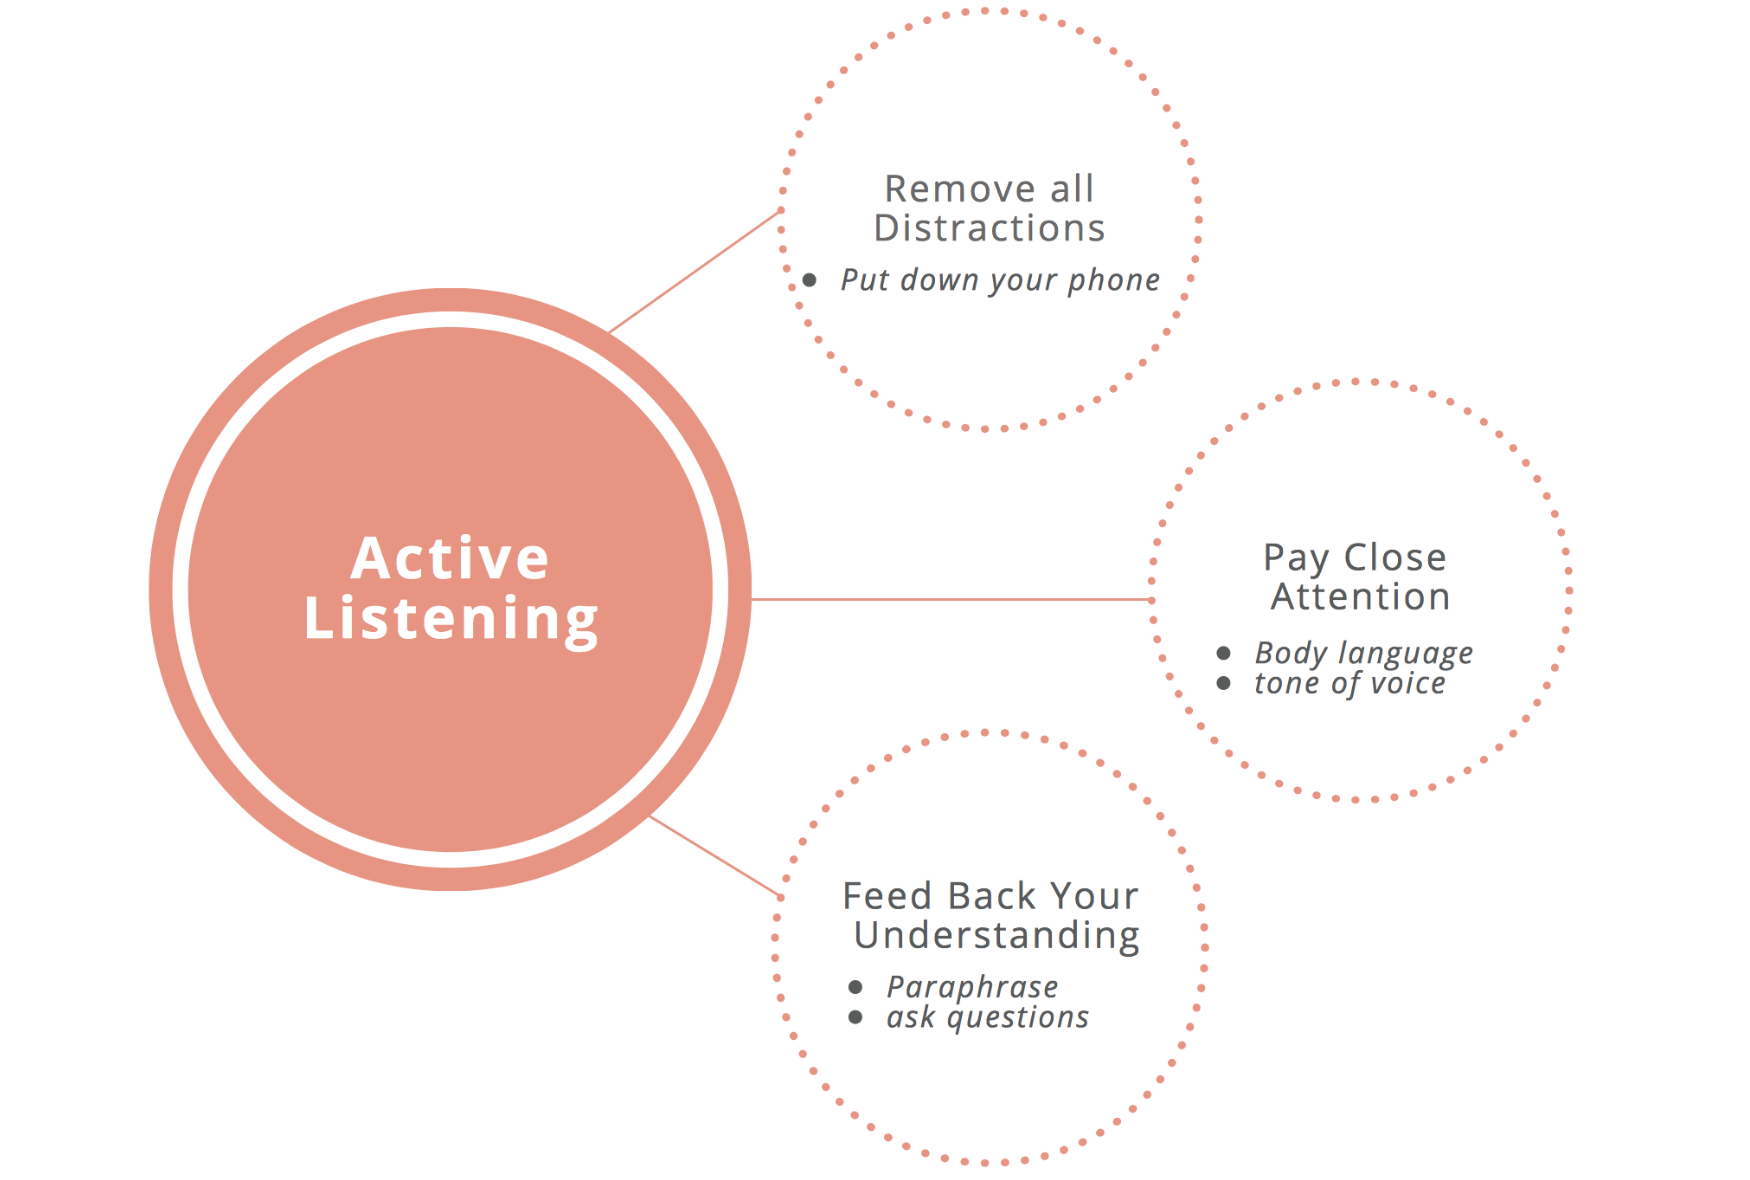 Active
Listening
Remove all
Distractions
● Put down your phone
Pay Close
Attention
● Body language
● tone of voice
Feed Back Your
Understanding
● Paraphrase
● ask questions